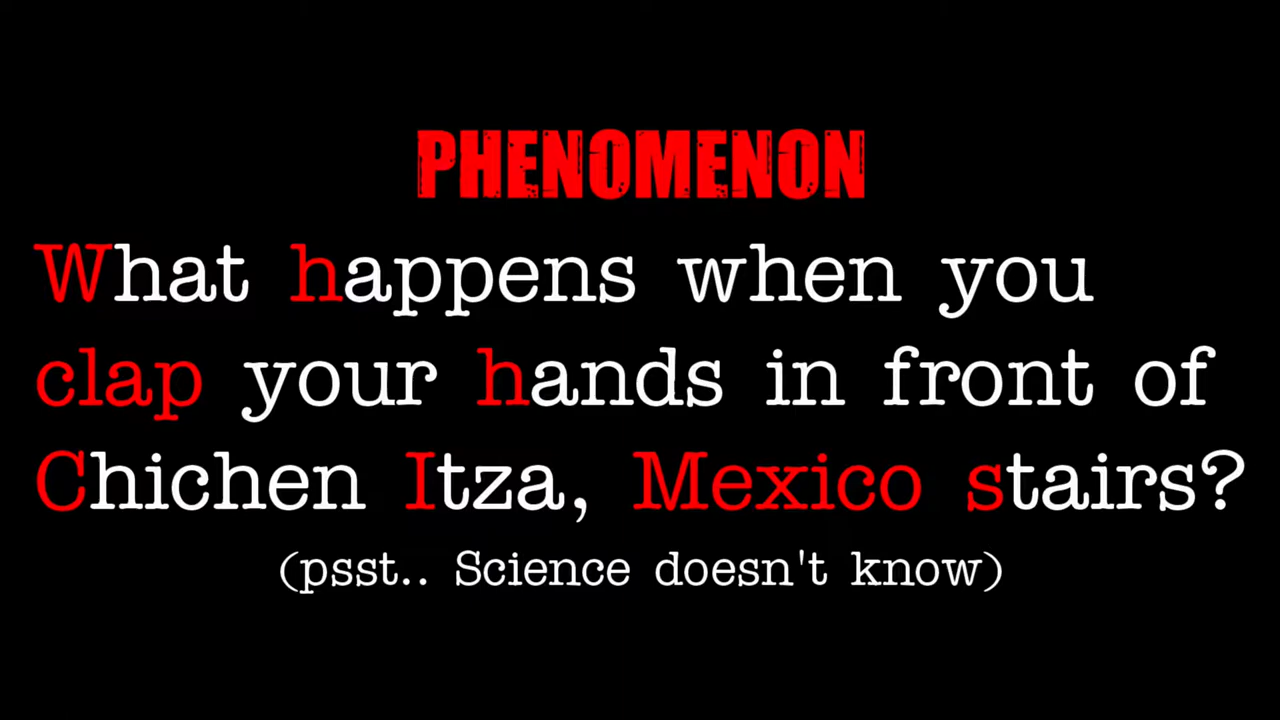 PHENOMENON
What happens when you
clap your hands in front of
Chichen Itza, Mexico stairs?
(psst.. Science doesn't know)